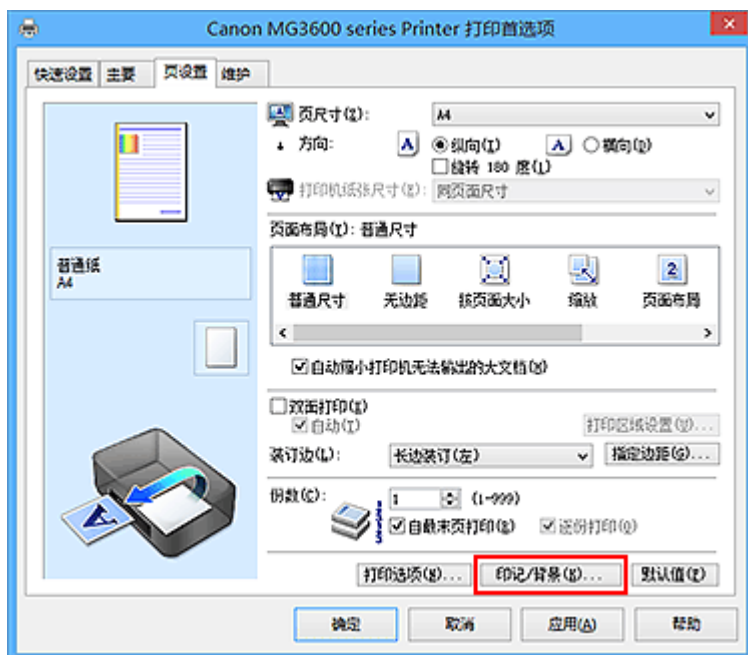 Canon MG3600 series Printer 打印首选项
快速设置 主要 页设置 维护
页尺寸(Z): A4
方向: A 纵向(I) A 横向(D)
旋转 180 度(L)
打印机纸张尺寸(E): 同页面尺寸
页面布局(Y): 普通尺寸
普通纸
A4
普通尺寸 无边距 按页面大小 缩放 2 页面布局
自动缩小打印机无法输出的大文档(N)
双面打印(X)
自动(T) 打印区域设置(W)...
装订边(L): 长边装订(左) 指定边距(G)...
份数(C): 1 (1-999)
自最末页打印(R) 逐份打印(O)
打印选项(N)... 印记/背景(K)... 默认值(F)
确定 取消 应用(A) 帮助